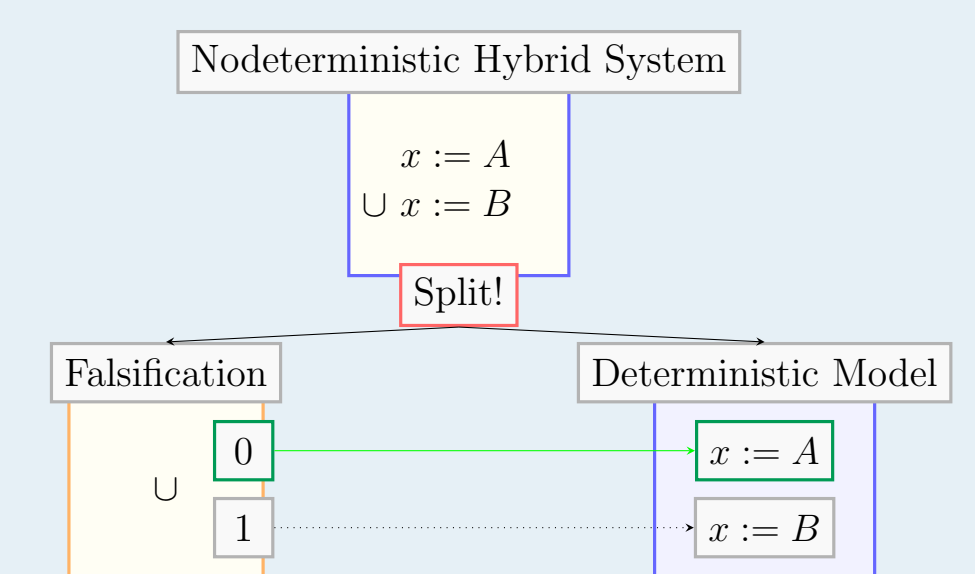 Nodeterministic Hybrid System
x := A
∪ x := B
Split!
Falsification
Deterministic Model
0
x := A
∪
1
x := B